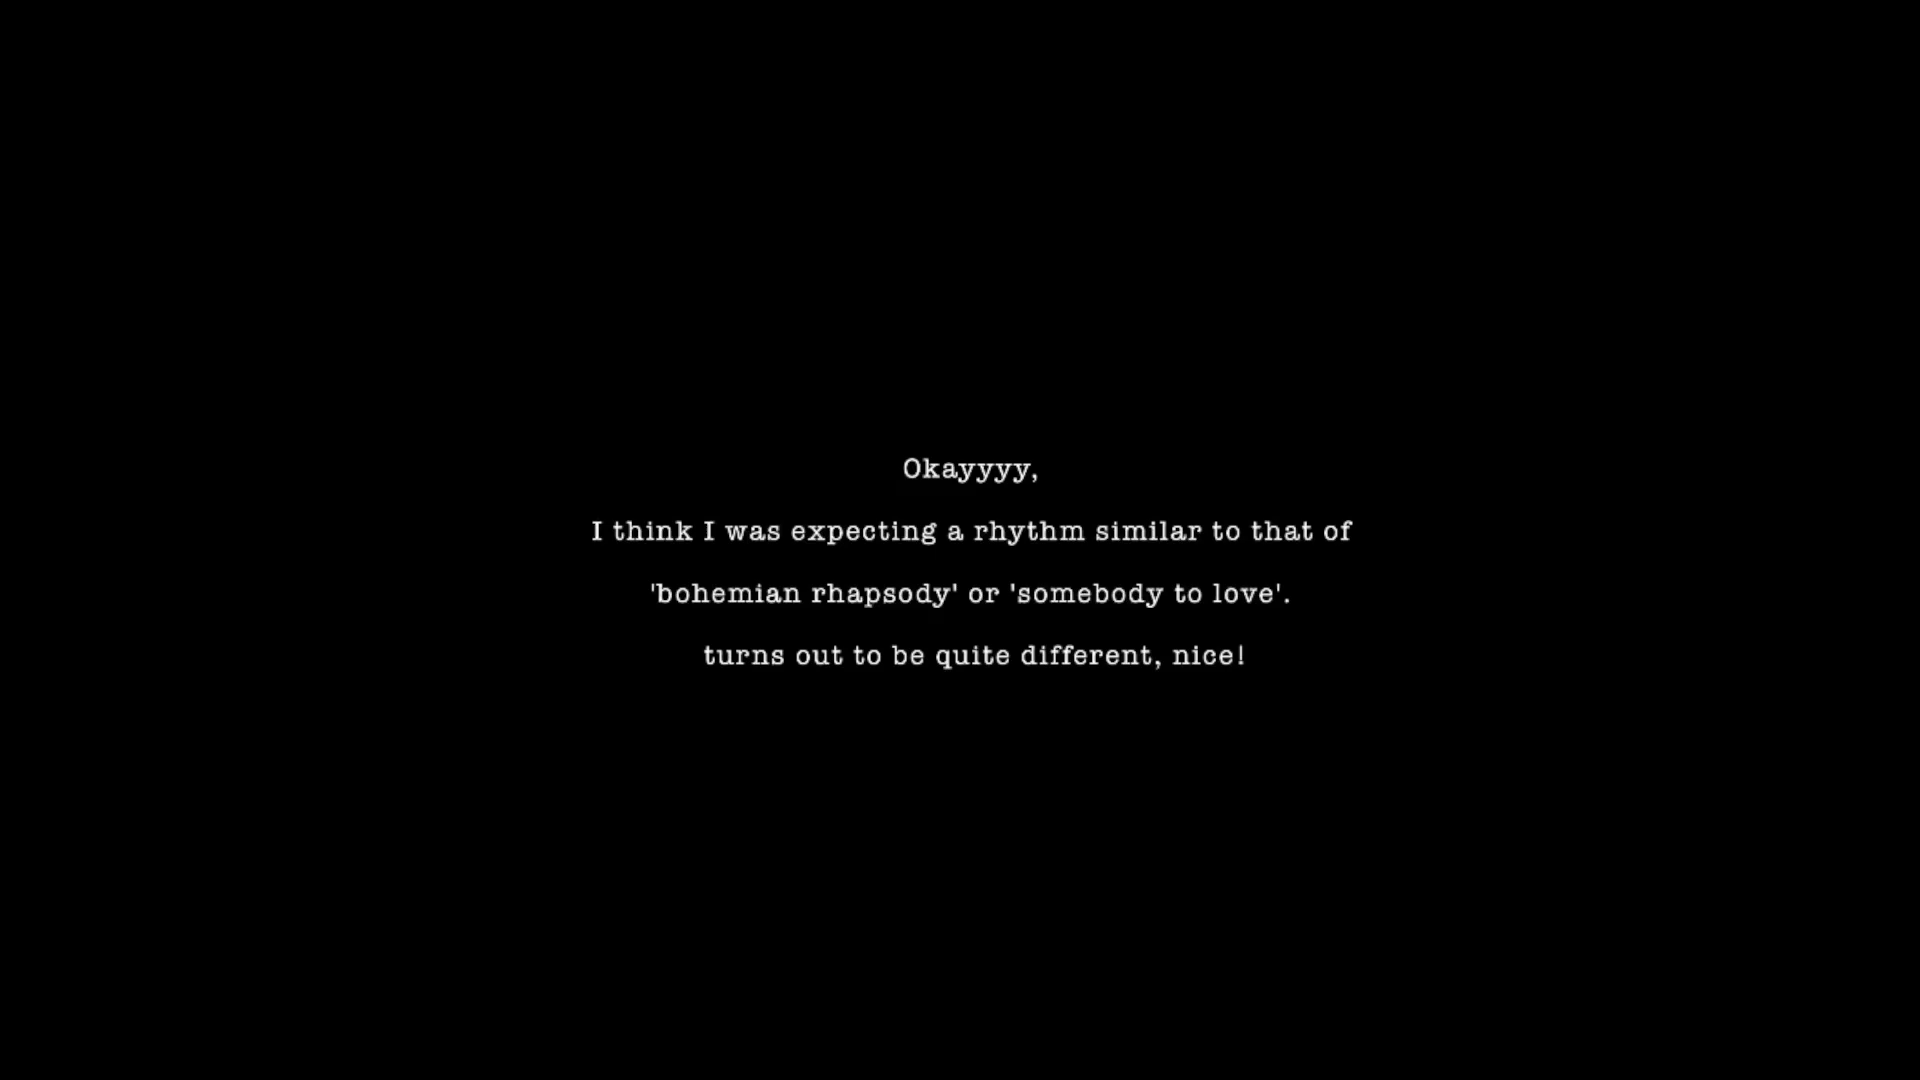 Okayyyy,
I think I was expecting a rhythm similar to that of
'bohemian rhapsody' or 'somebody to love'.
turns out to be quite different, nice!